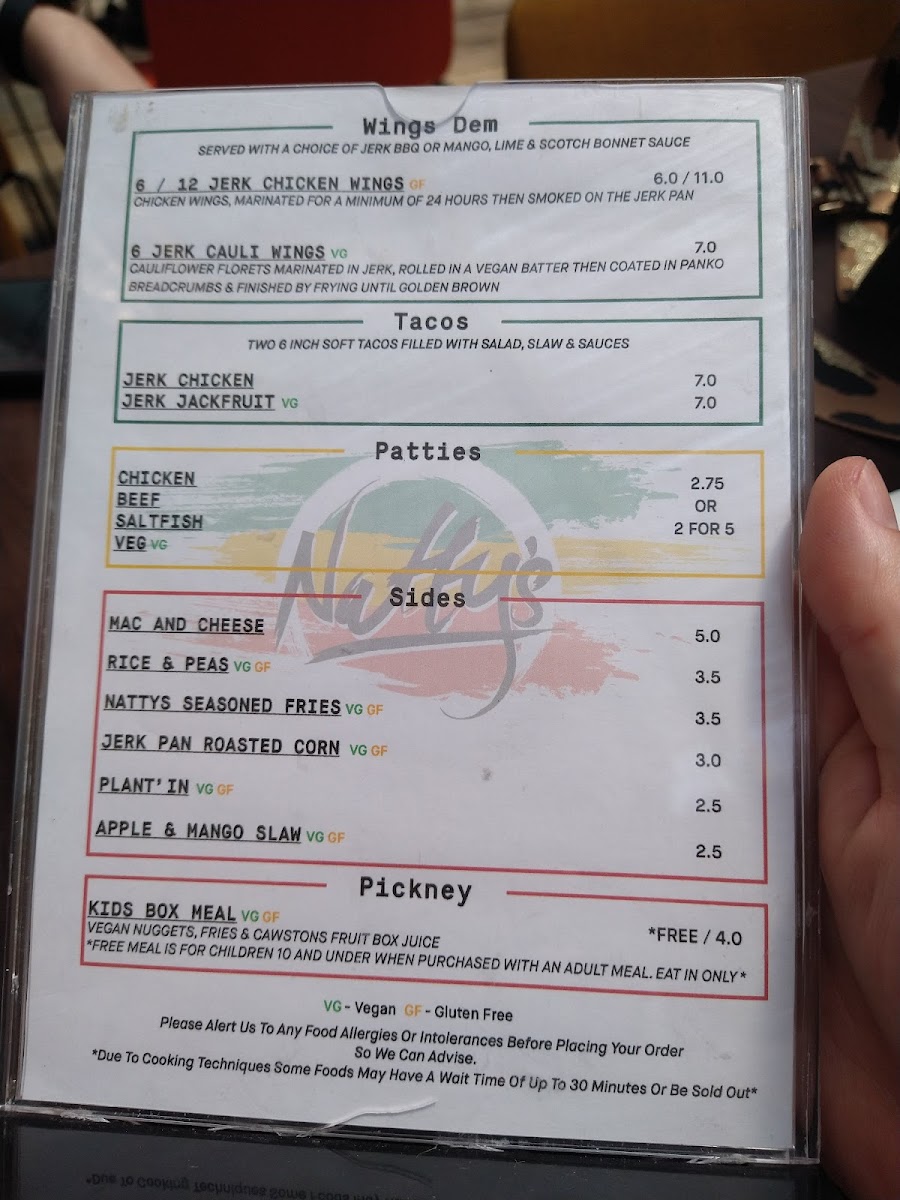 Wings Dem
SERVED WITH A CHOICE OF JERK BBQ OR MANGO, LIME & SCOTCH BONNET SAUCE
6 / 12 JERK CHICKEN WINGS GF 6.0 / 11.0
CHICKEN WINGS, MARINATED FOR A MINIMUM OF 24 HOURS THEN SMOKED ON THE JERK PAN
6 JERK CAULI WINGS VG 7.0
CAULIFLOWER FLORETS MARINATED IN JERK, ROLLED IN A VEGAN BATTER THEN COATED IN PANKO
BREADCRUMBS & FINISHED BY FRYING UNTIL GOLDEN BROWN
Tacos
TWO 6 INCH SOFT TACOS FILLED WITH SALAD, SLAW & SAUCES
JERK CHICKEN 7.0
JERK JACKFRUIT VG 7.0
Patties
CHICKEN 2.75
BEEF OR
SALTFISH 2 FOR 5
VEG VG
Natty's
Sides
MAC AND CHEESE 5.0
RICE & PEAS VG GF 3.5
NATTYS SEASONED FRIES VG GF 3.5
JERK PAN ROASTED CORN VG GF 3.0
PLANT'IN VG GF 2.5
APPLE & MANGO SLAW VG GF 2.5
Pickney
KIDS BOX MEAL VG GF *FREE / 4.0
VEGAN NUGGETS, FRIES & CAWSTONS FRUIT BOX JUICE
*FREE MEAL IS FOR CHILDREN 10 AND UNDER WHEN PURCHASED WITH AN ADULT MEAL. EAT IN ONLY*
VG - Vegan GF - Gluten Free
Please Alert Us To Any Food Allergies Or Intolerances Before Placing Your Order
So We Can Advise.
*Due To Cooking Techniques Some Foods May Have A Wait Time Of Up To 30 Minutes Or Be Sold Out*